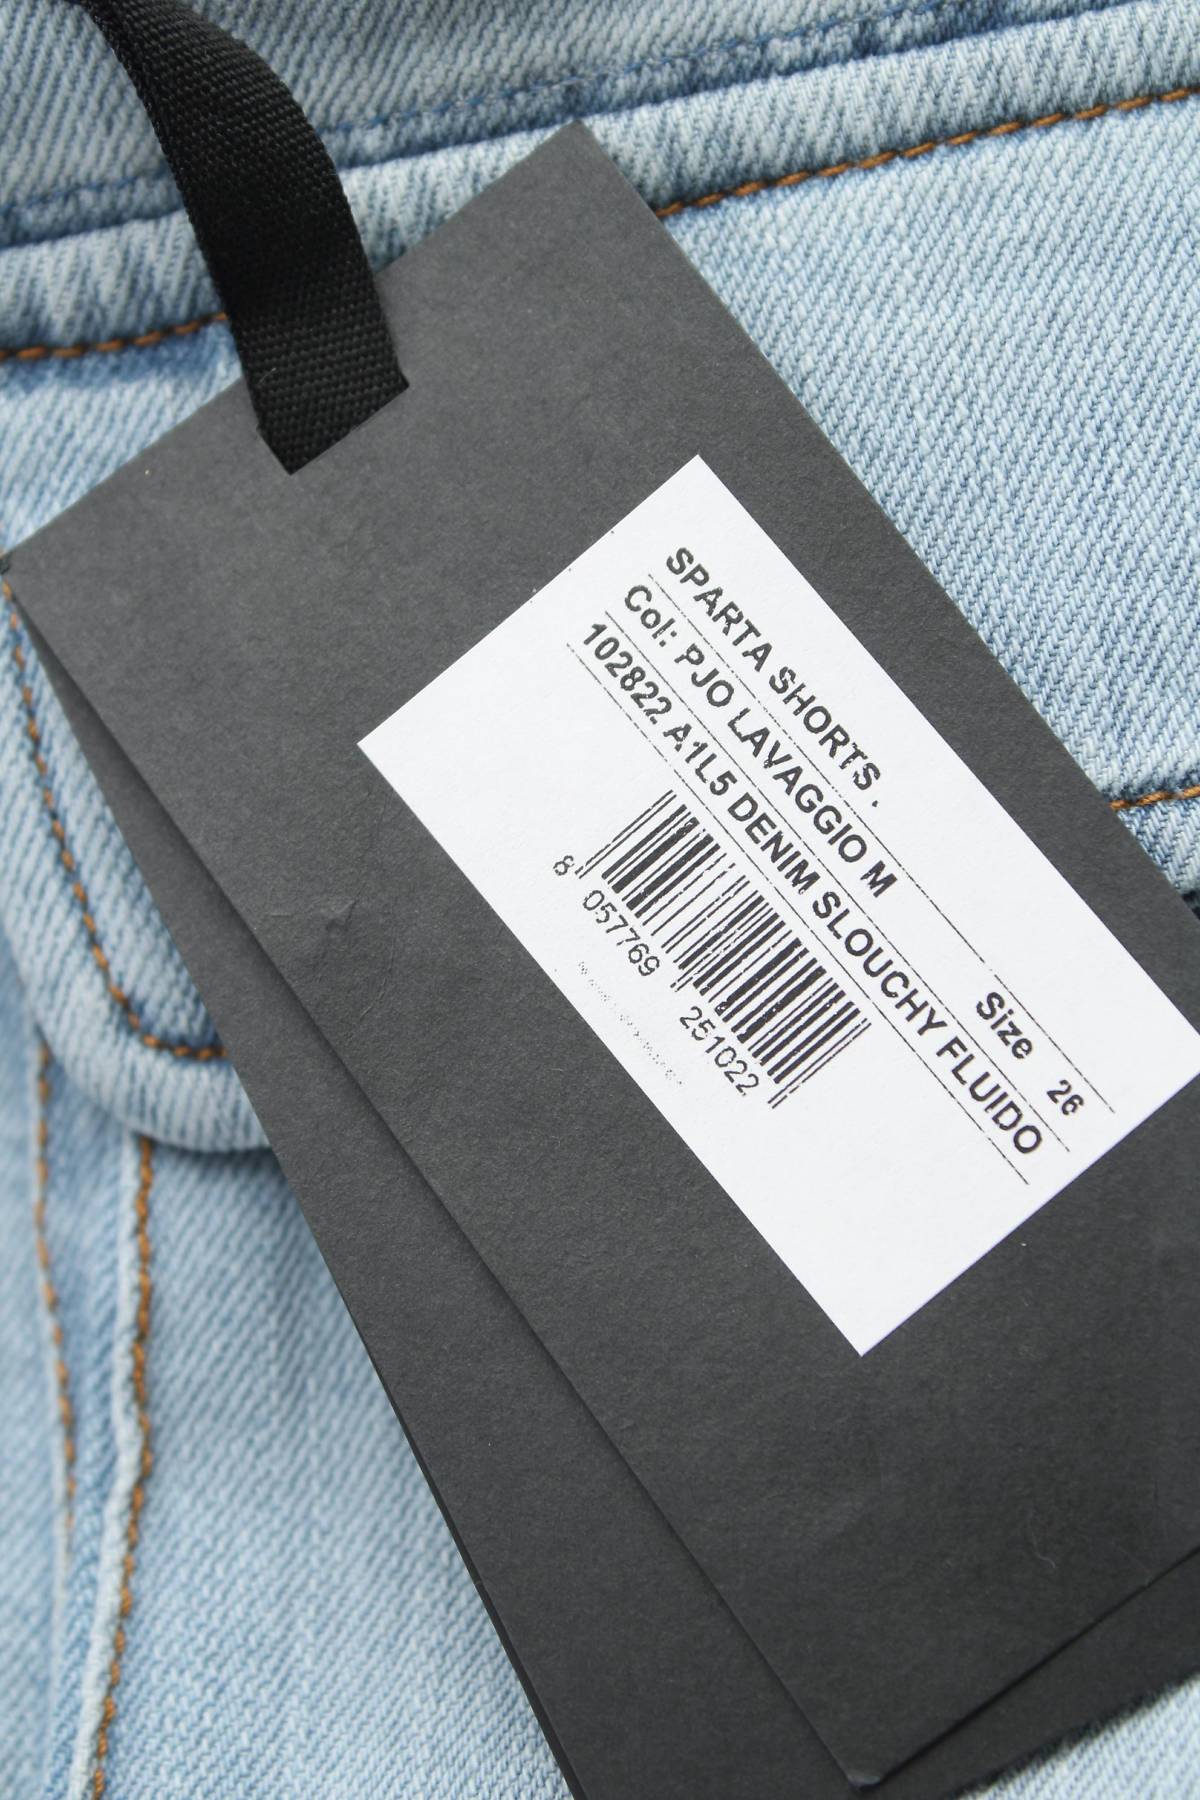 SPARTA SHORTS .
Col: PJO LAVAGGIO M Size 26
102822 A1L5 DENIM SLOUCHY FLUIDO
8 057769 251022